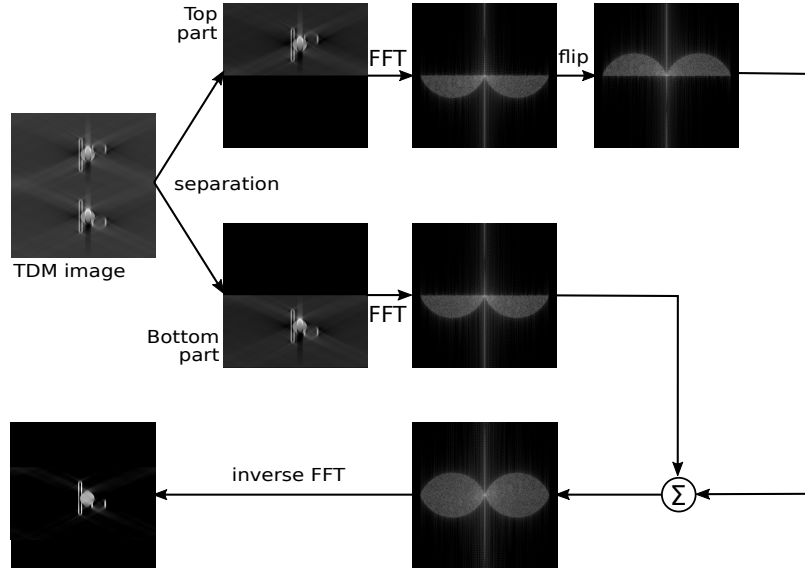 Top
part
FFT
flip
separation
TDM image
FFT
Bottom
part
inverse FFT
Σ